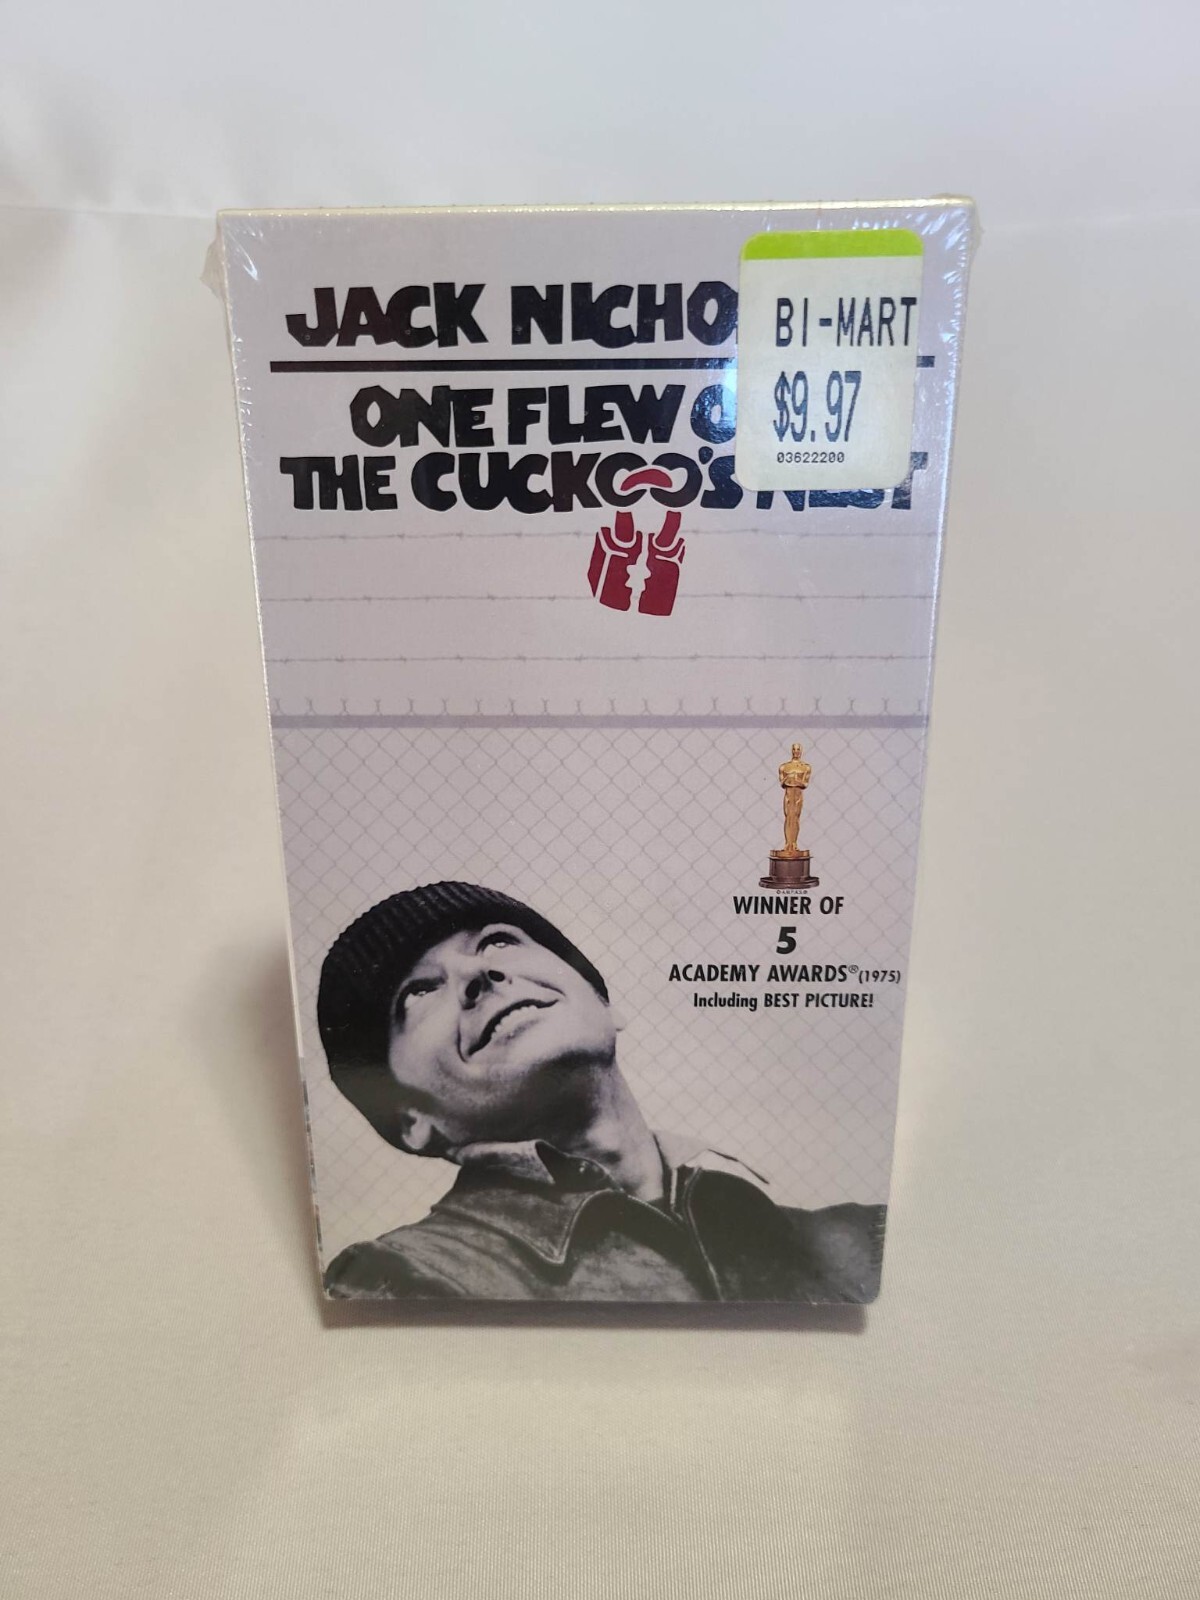 JACK NICHO
BI-MART
$9.97
03622200
ONE FLEW O
THE CUCKOO'S NEST
WINNER OF
5
ACADEMY AWARDS®(1975)
Including BEST PICTURE!